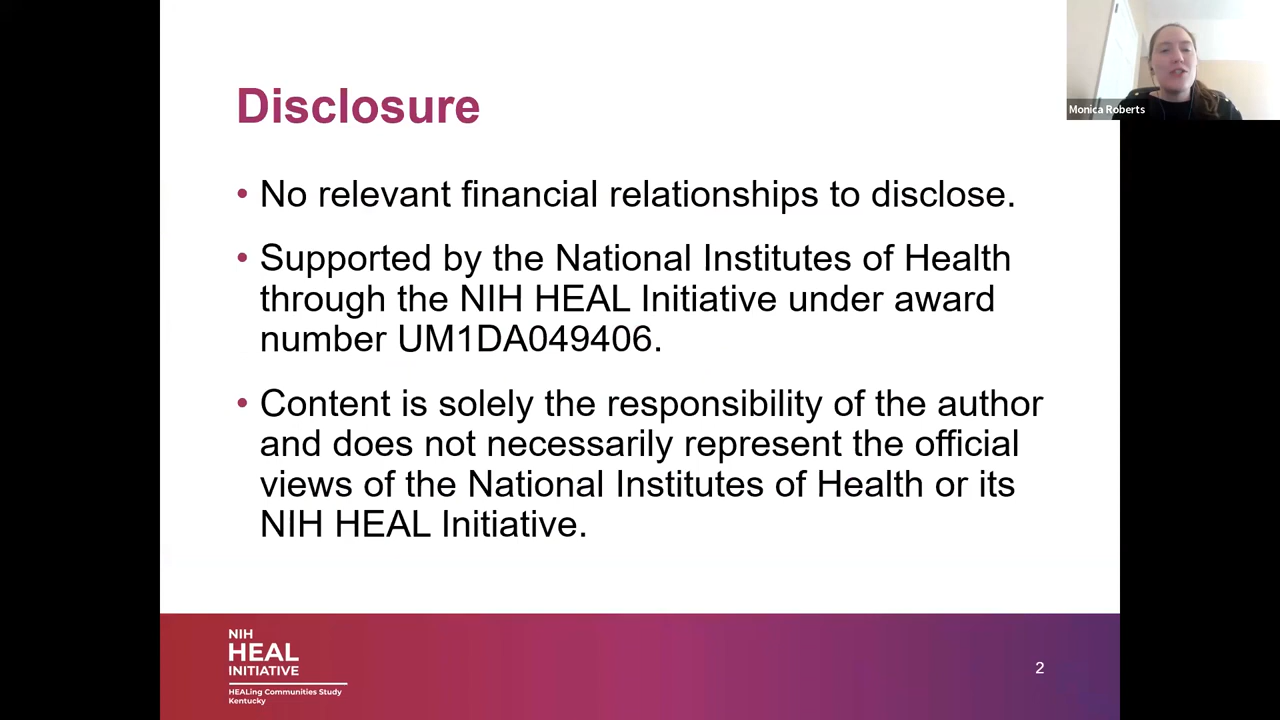 Disclosure
Monica Roberts
• No relevant financial relationships to disclose.
• Supported by the National Institutes of Health
through the NIH HEAL Initiative under award
number UM1DA049406.
• Content is solely the responsibility of the author
and does not necessarily represent the official
views of the National Institutes of Health or its
NIH HEAL Initiative.
NIH
HEAL
INITIATIVE
HEALing Communities Study
Kentucky
2